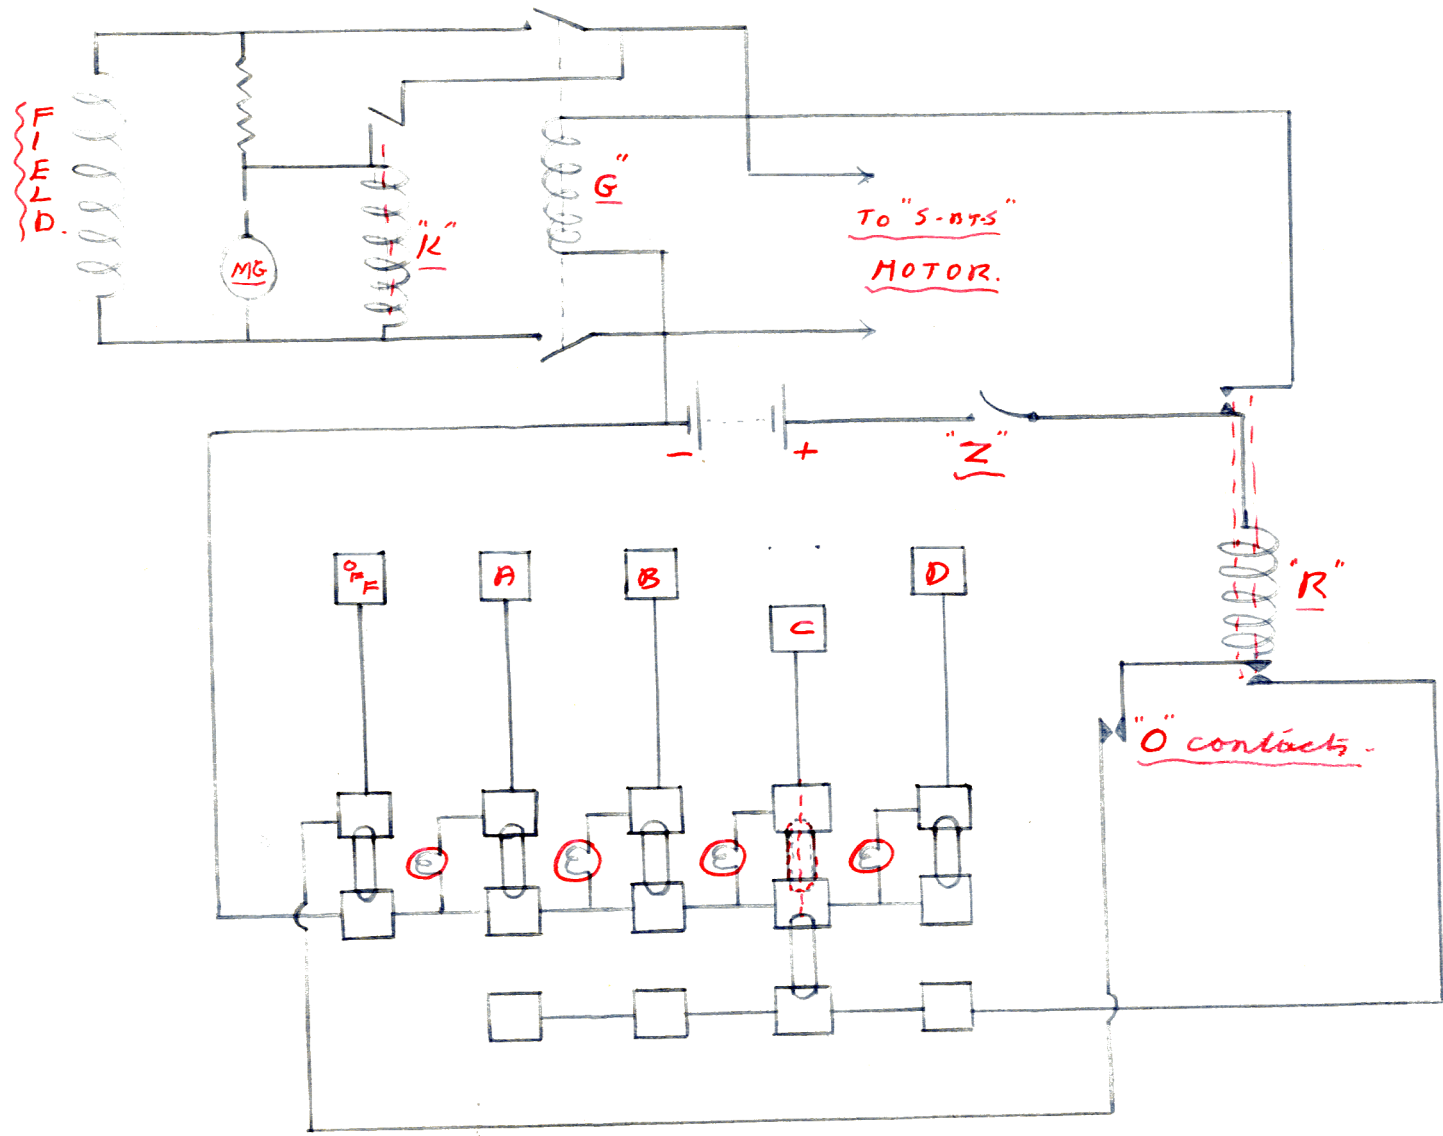 FIELD.
MG
"K"
"G"
TO "S-BTS"
MOTOR.
- +
"Z"
"R"
OFF
A
B
C
D
"O" contacts.